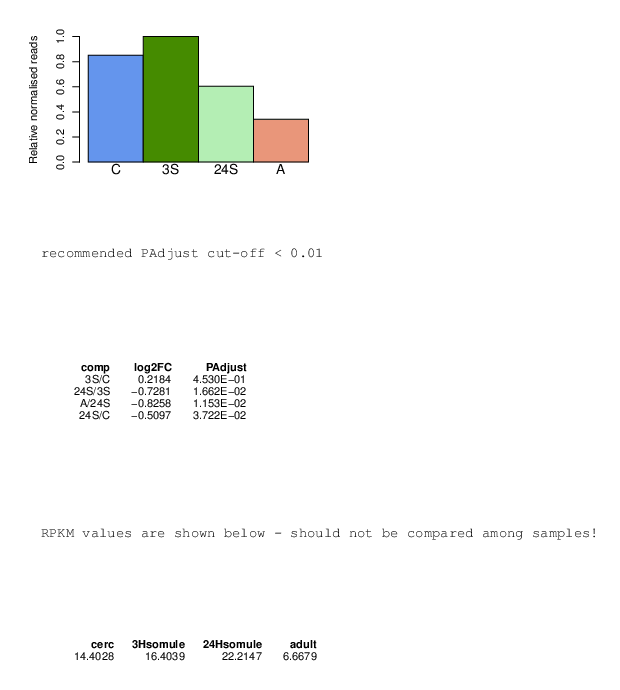 Relative normalised reads
1.0
0.8
0.6
0.4
0.2
0.0
C 3S 24S A
recommended PAdjust cut-off < 0.01
comp log2FC PAdjust
3S/C 0.2184 4.530E−01
24S/3S −0.7281 1.662E−02
A/24S −0.8258 1.153E−02
24S/C −0.5097 3.722E−02
RPKM values are shown below - should not be compared among samples!
cerc 3Hsomule 24Hsomule adult
14.4028 16.4039 22.2147 6.6679